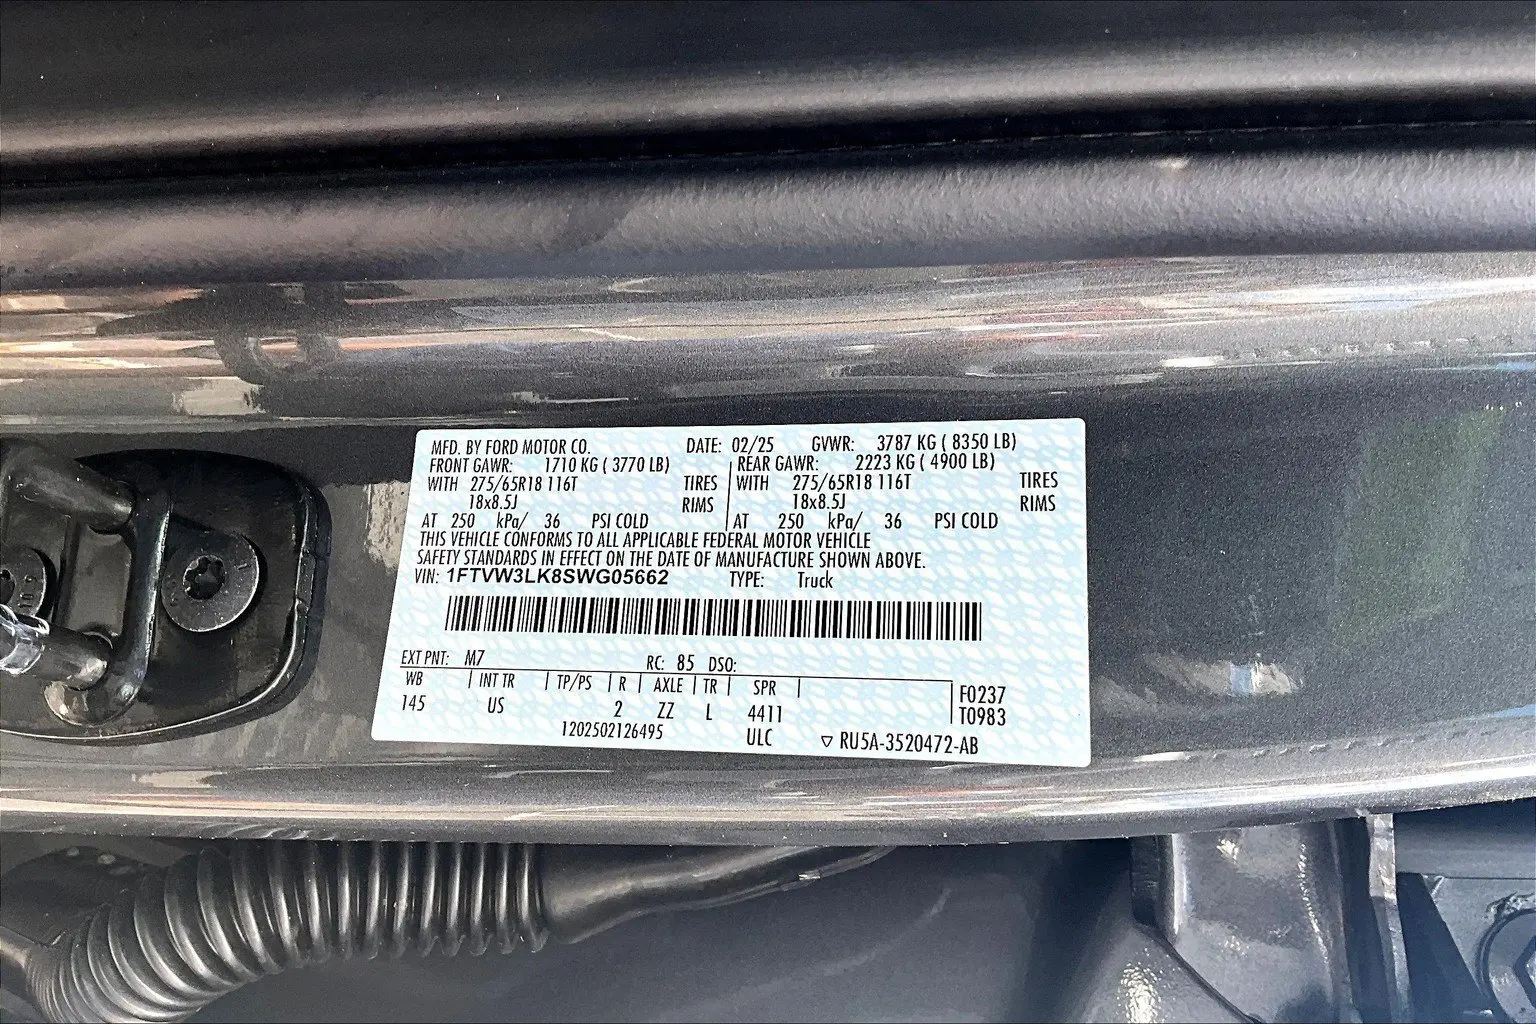 MFD. BY FORD MOTOR CO. DATE: 02/25 GVWR: 3787 KG ( 8350 LB)
FRONT GAWR: 1710 KG ( 3770 LB) REAR GAWR: 2223 KG ( 4900 LB)
WITH 275/65R18 116T TIRES WITH 275/65R18 116T TIRES
18x8.5J RIMS 18x8.5J RIMS
AT 250 kPa/ 36 PSI COLD AT 250 kPa/ 36 PSI COLD
THIS VEHICLE CONFORMS TO ALL APPLICABLE FEDERAL MOTOR VEHICLE
SAFETY STANDARDS IN EFFECT ON THE DATE OF MANUFACTURE SHOWN ABOVE.
VIN: 1FTVW3LK8SWG05662 TYPE: Truck
EXT PNT: M7 RC: 85 DSO:
WB INT TR TP/PS R AXLE TR SPR F0237
145 US 2 ZZ L 4411 T0983
1202502126495 ULC ▽ RU5A-3520472-AB